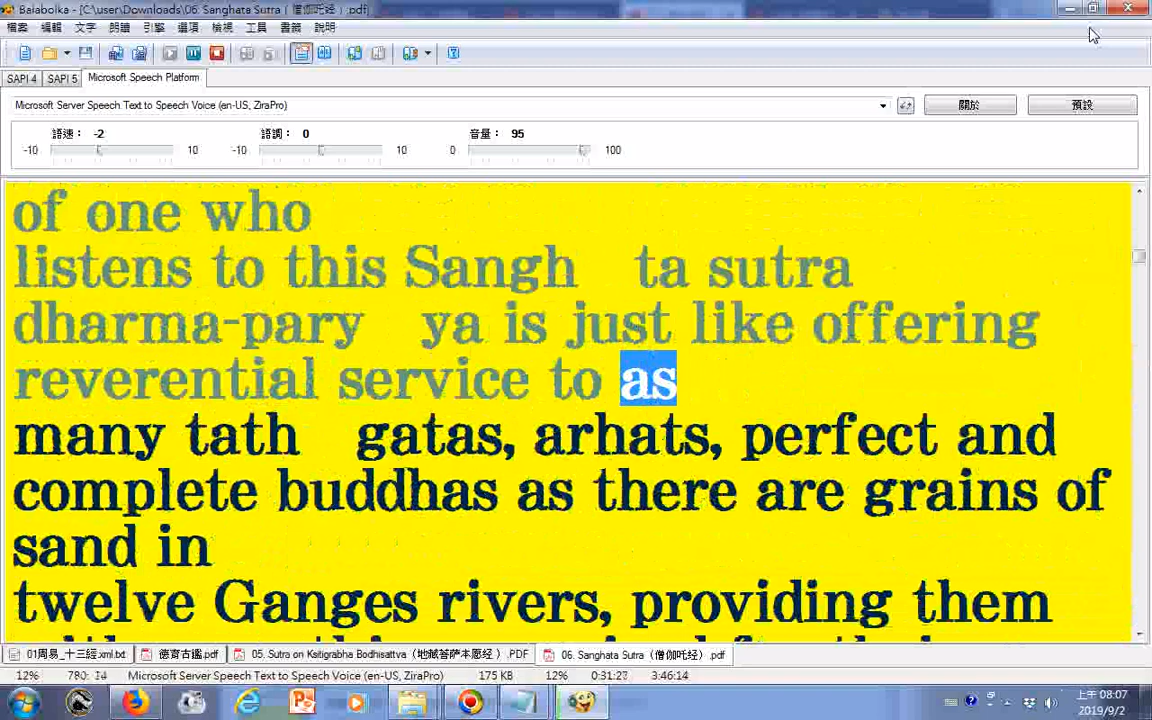 Balabolka - [C:\user\Downloads\06. Sanghata Sutra（僧伽吒经）.pdf]
檔案 編輯 文字 朗讀 引擎 選項 檢視 工具 書籤 說明
SAPI 4 SAPI 5 Microsoft Speech Platform
Microsoft Server Speech Text to Speech Voice (en-US, ZiraPro) 關於 預設
語速： -2 語調： 0 音量： 95
-10 10 -10 10 0 100
of one who
listens to this Sangh ta sutra
dharma-pary ya is just like offering
reverential service to as
many tath gatas, arhats, perfect and
complete buddhas as there are grains of
sand in
twelve Ganges rivers, providing them
01周易_十三經.xml.txt 德育古鑑.pdf 05. Sutra on Ksitigrabha Bodhisattva（地藏菩萨本愿经）.PDF 06. Sanghata Sutra（僧伽吒经）.pdf
12% 780: 14 Microsoft Server Speech Text to Speech Voice (en-US, ZiraPro) 175 KB 12% 0:31:27 3:46:14
上午 08:07
2019/9/2